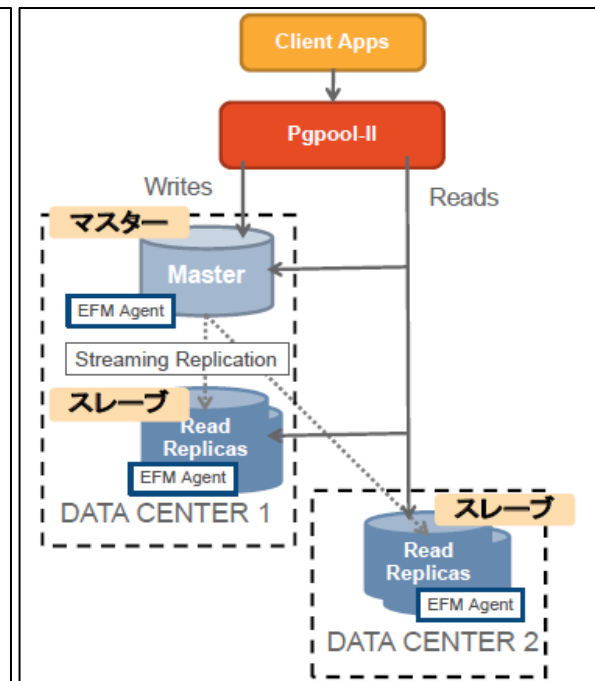 Client Apps
Pgpool-II
Writes
Reads
マスター
Master
EFM Agent
Streaming Replication
スレーブ
Read
Replicas
EFM Agent
DATA CENTER 1
スレーブ
Read
Replicas
EFM Agent
DATA CENTER 2